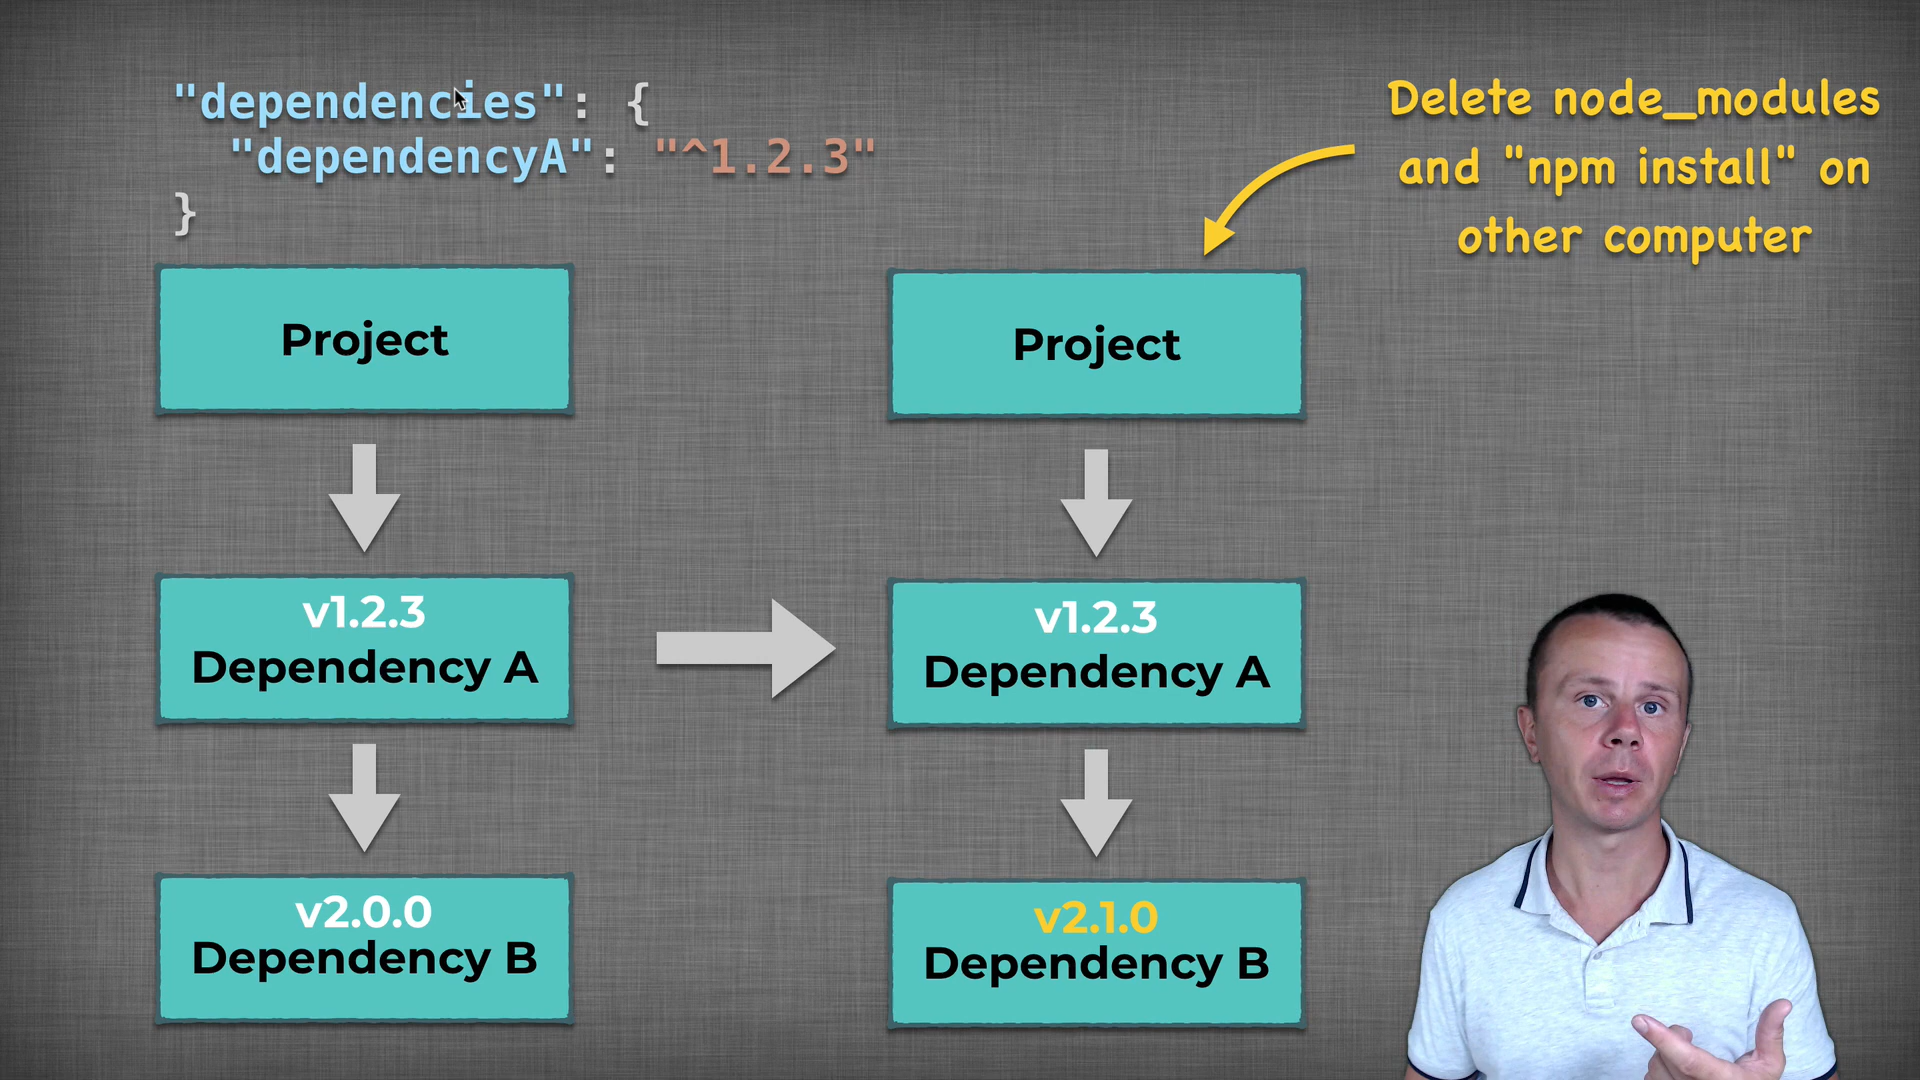 "dependencies": {
"dependencyA": "^1.2.3"
}
Delete node_modules
and "npm install" on
other computer
Project
v1.2.3
Dependency A
v2.0.0
Dependency B
Project
v1.2.3
Dependency A
v2.1.0
Dependency B